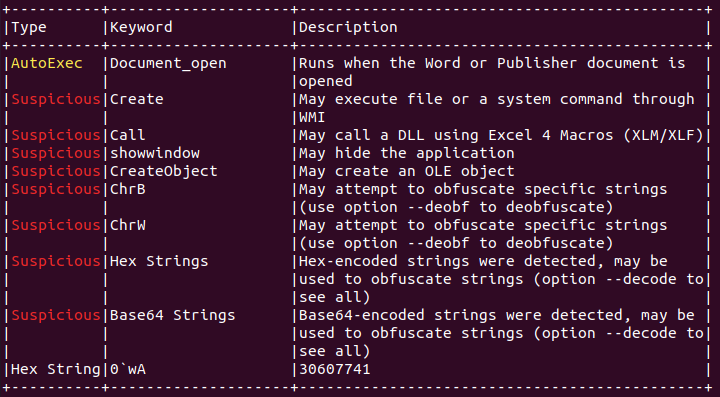 +----------+--------------------+---------------------------------------------+
|Type      |Keyword             |Description                                  |
+----------+--------------------+---------------------------------------------+
|AutoExec  |Document_open       |Runs when the Word or Publisher document is  |
|          |                    |opened                                       |
|Suspicious|Create              |May execute file or a system command through |
|          |                    |WMI                                          |
|Suspicious|Call                |May call a DLL using Excel 4 Macros (XLM/XLF)|
|Suspicious|showwindow          |May hide the application                     |
|Suspicious|CreateObject        |May create an OLE object                     |
|Suspicious|ChrB                |May attempt to obfuscate specific strings    |
|          |                    |(use option --deobf to deobfuscate)          |
|Suspicious|ChrW                |May attempt to obfuscate specific strings    |
|          |                    |(use option --deobf to deobfuscate)          |
|Suspicious|Hex Strings         |Hex-encoded strings were detected, may be    |
|          |                    |used to obfuscate strings (option --decode to|
|          |                    |see all)                                     |
|Suspicious|Base64 Strings      |Base64-encoded strings were detected, may be |
|          |                    |used to obfuscate strings (option --decode to|
|          |                    |see all)                                     |
|Hex String|0`wA                |30607741                                     |
+----------+--------------------+---------------------------------------------+